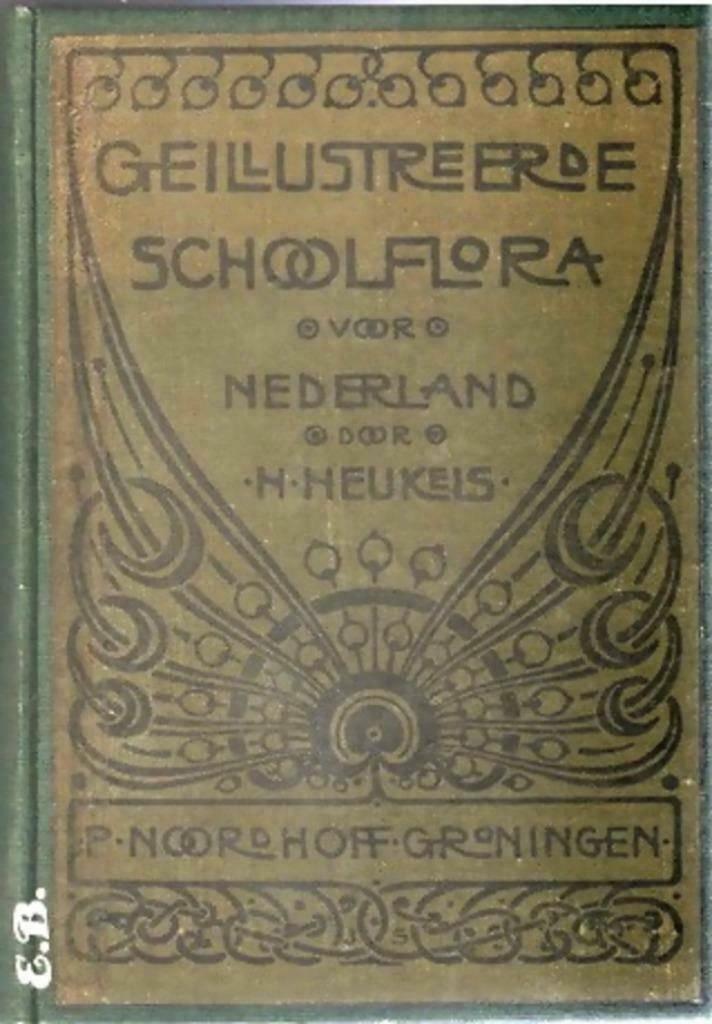 GEILLUSTREERDE
SCHOOLFLORA
VOOR
NEDERLAND
DOOR
·H·HEUKELS·
·P·NOORDHOFF·GRONINGEN·
E.B.